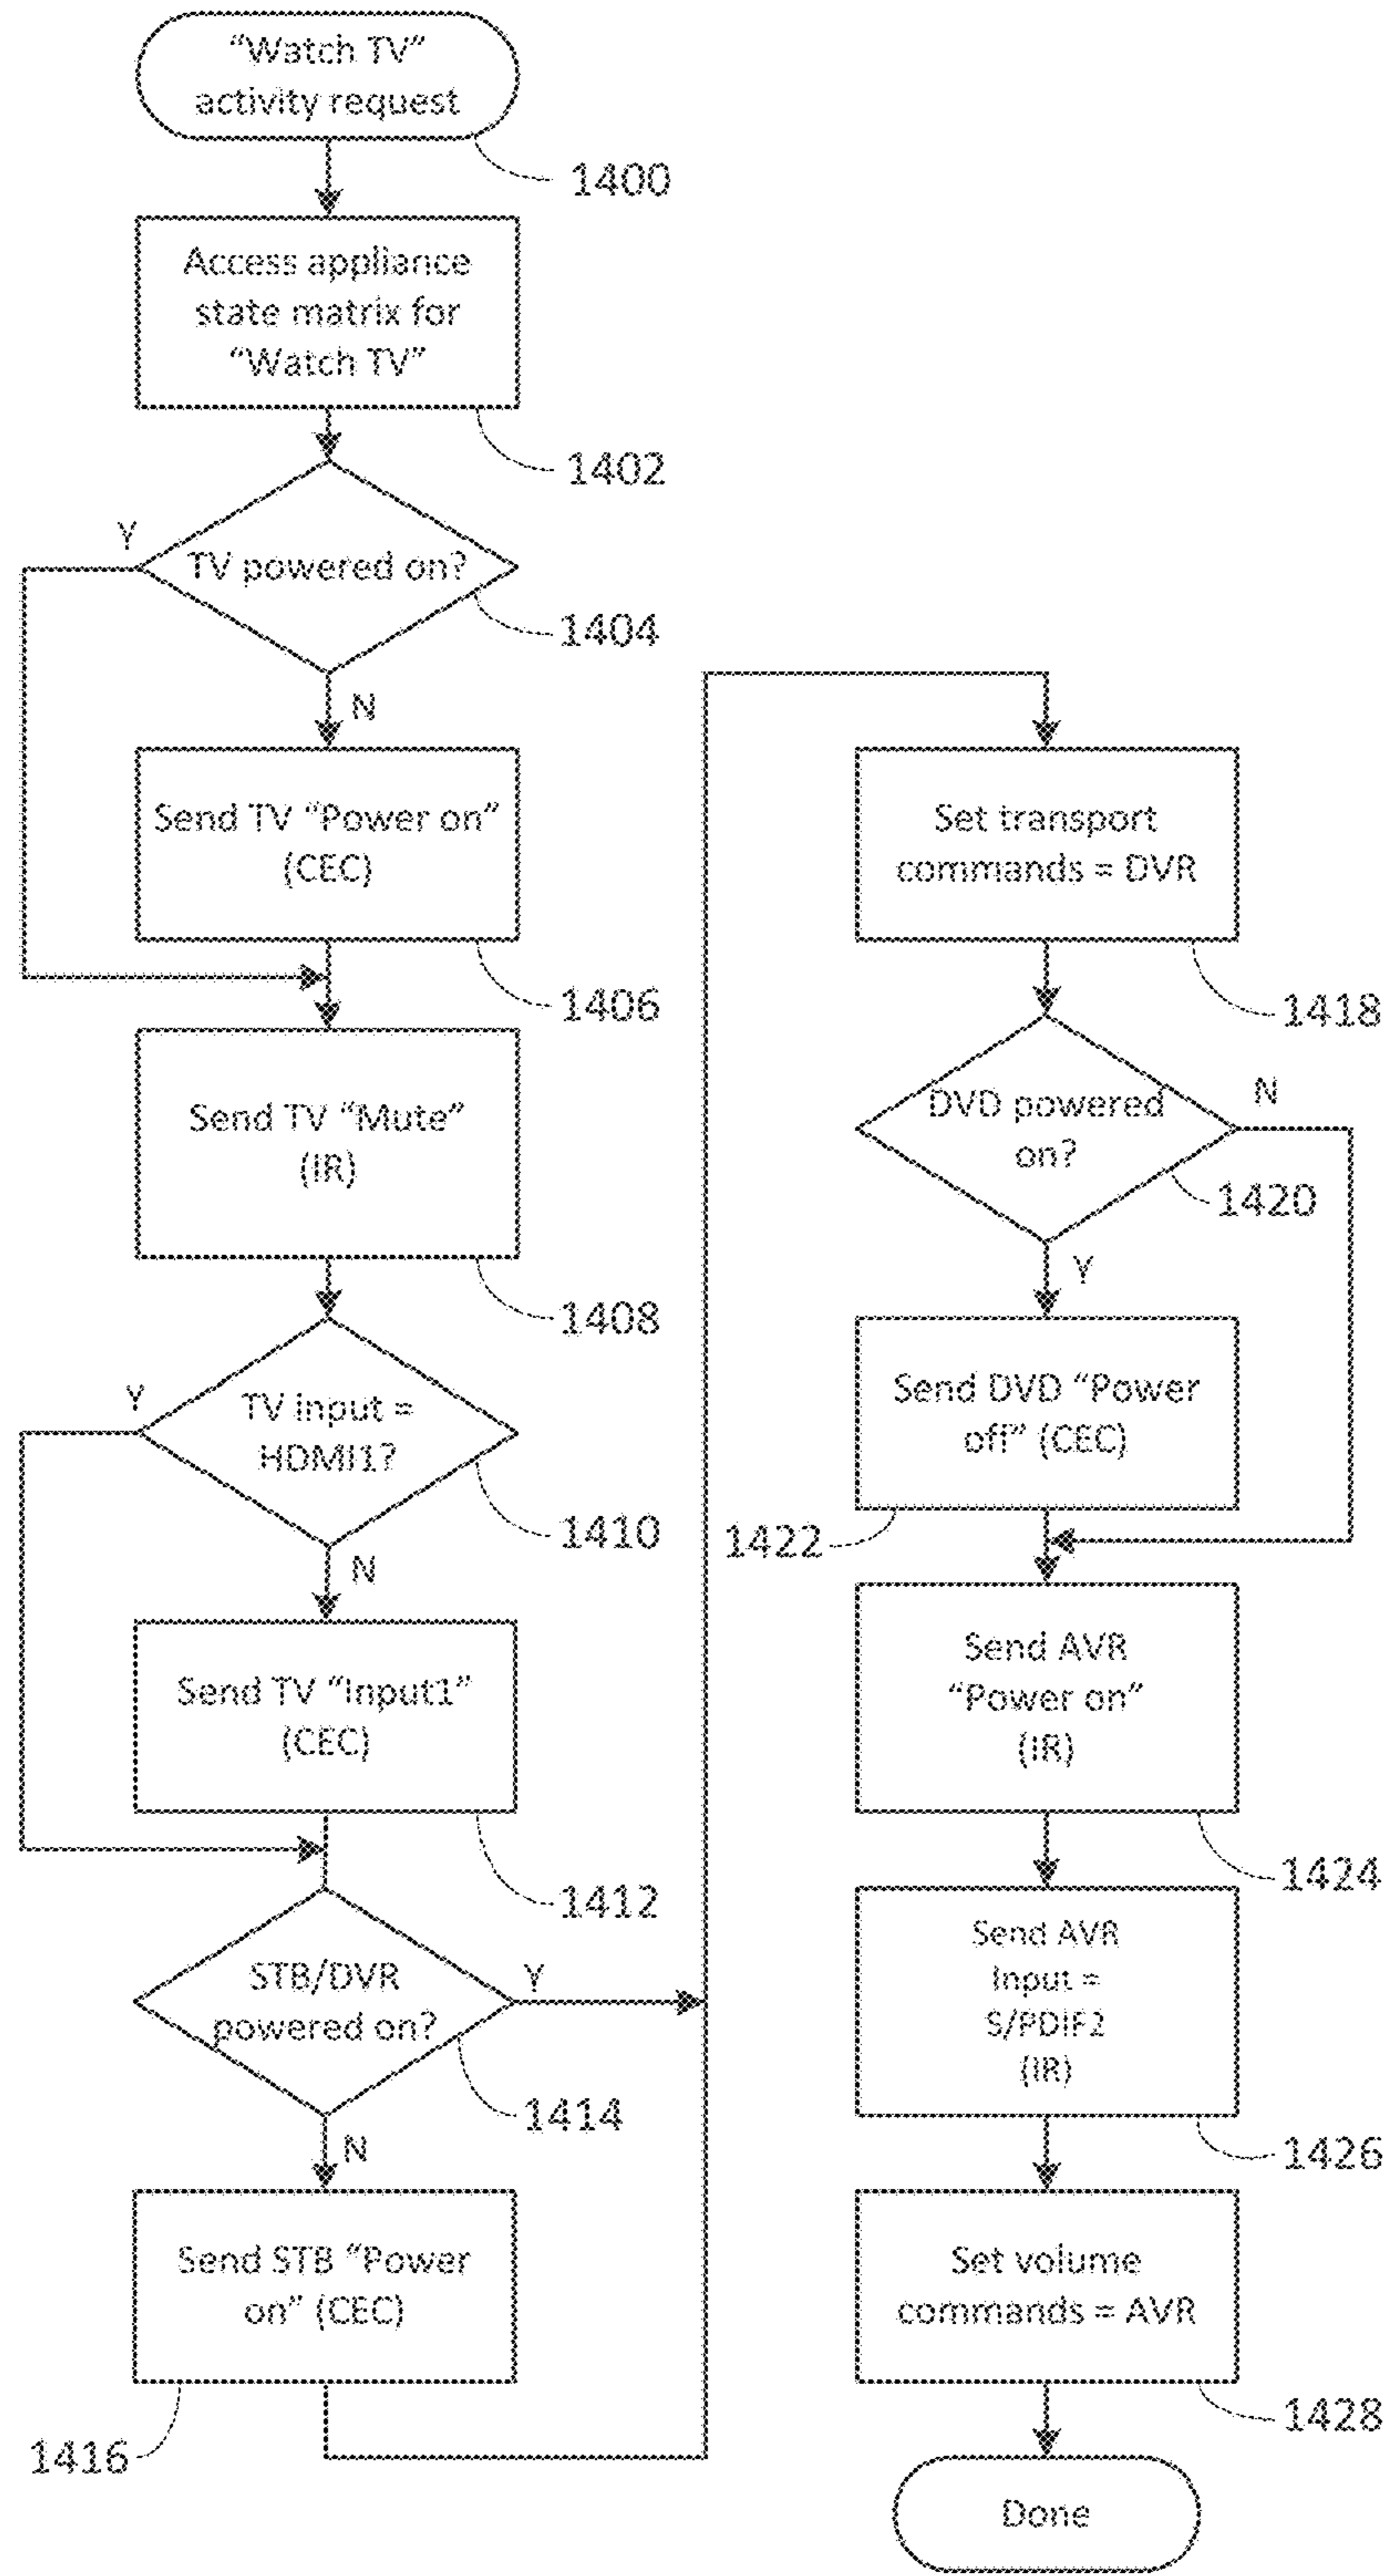 “Watch TV”
activity request
1400
Access appliance
state matrix for
“Watch TV”
1402
Y
TV powered on?
1404
N
Send TV “Power on”
(CEC)
1406
Send TV “Mute”
(IR)
1408
Y
TV input =
HDMI1?
1410
N
Send TV “Input1”
(CEC)
1412
STB/DVR
powered on?
Y
1414
N
Send STB “Power
on” (CEC)
1416
Set transport
commands = DVR
1418
DVD powered
on?
N
1420
Y
Send DVD “Power
off” (CEC)
1422
Send AVR
“Power on”
(IR)
1424
Send AVR
Input =
S/PDIF2
(IR)
1426
Set volume
commands = AVR
1428
Done